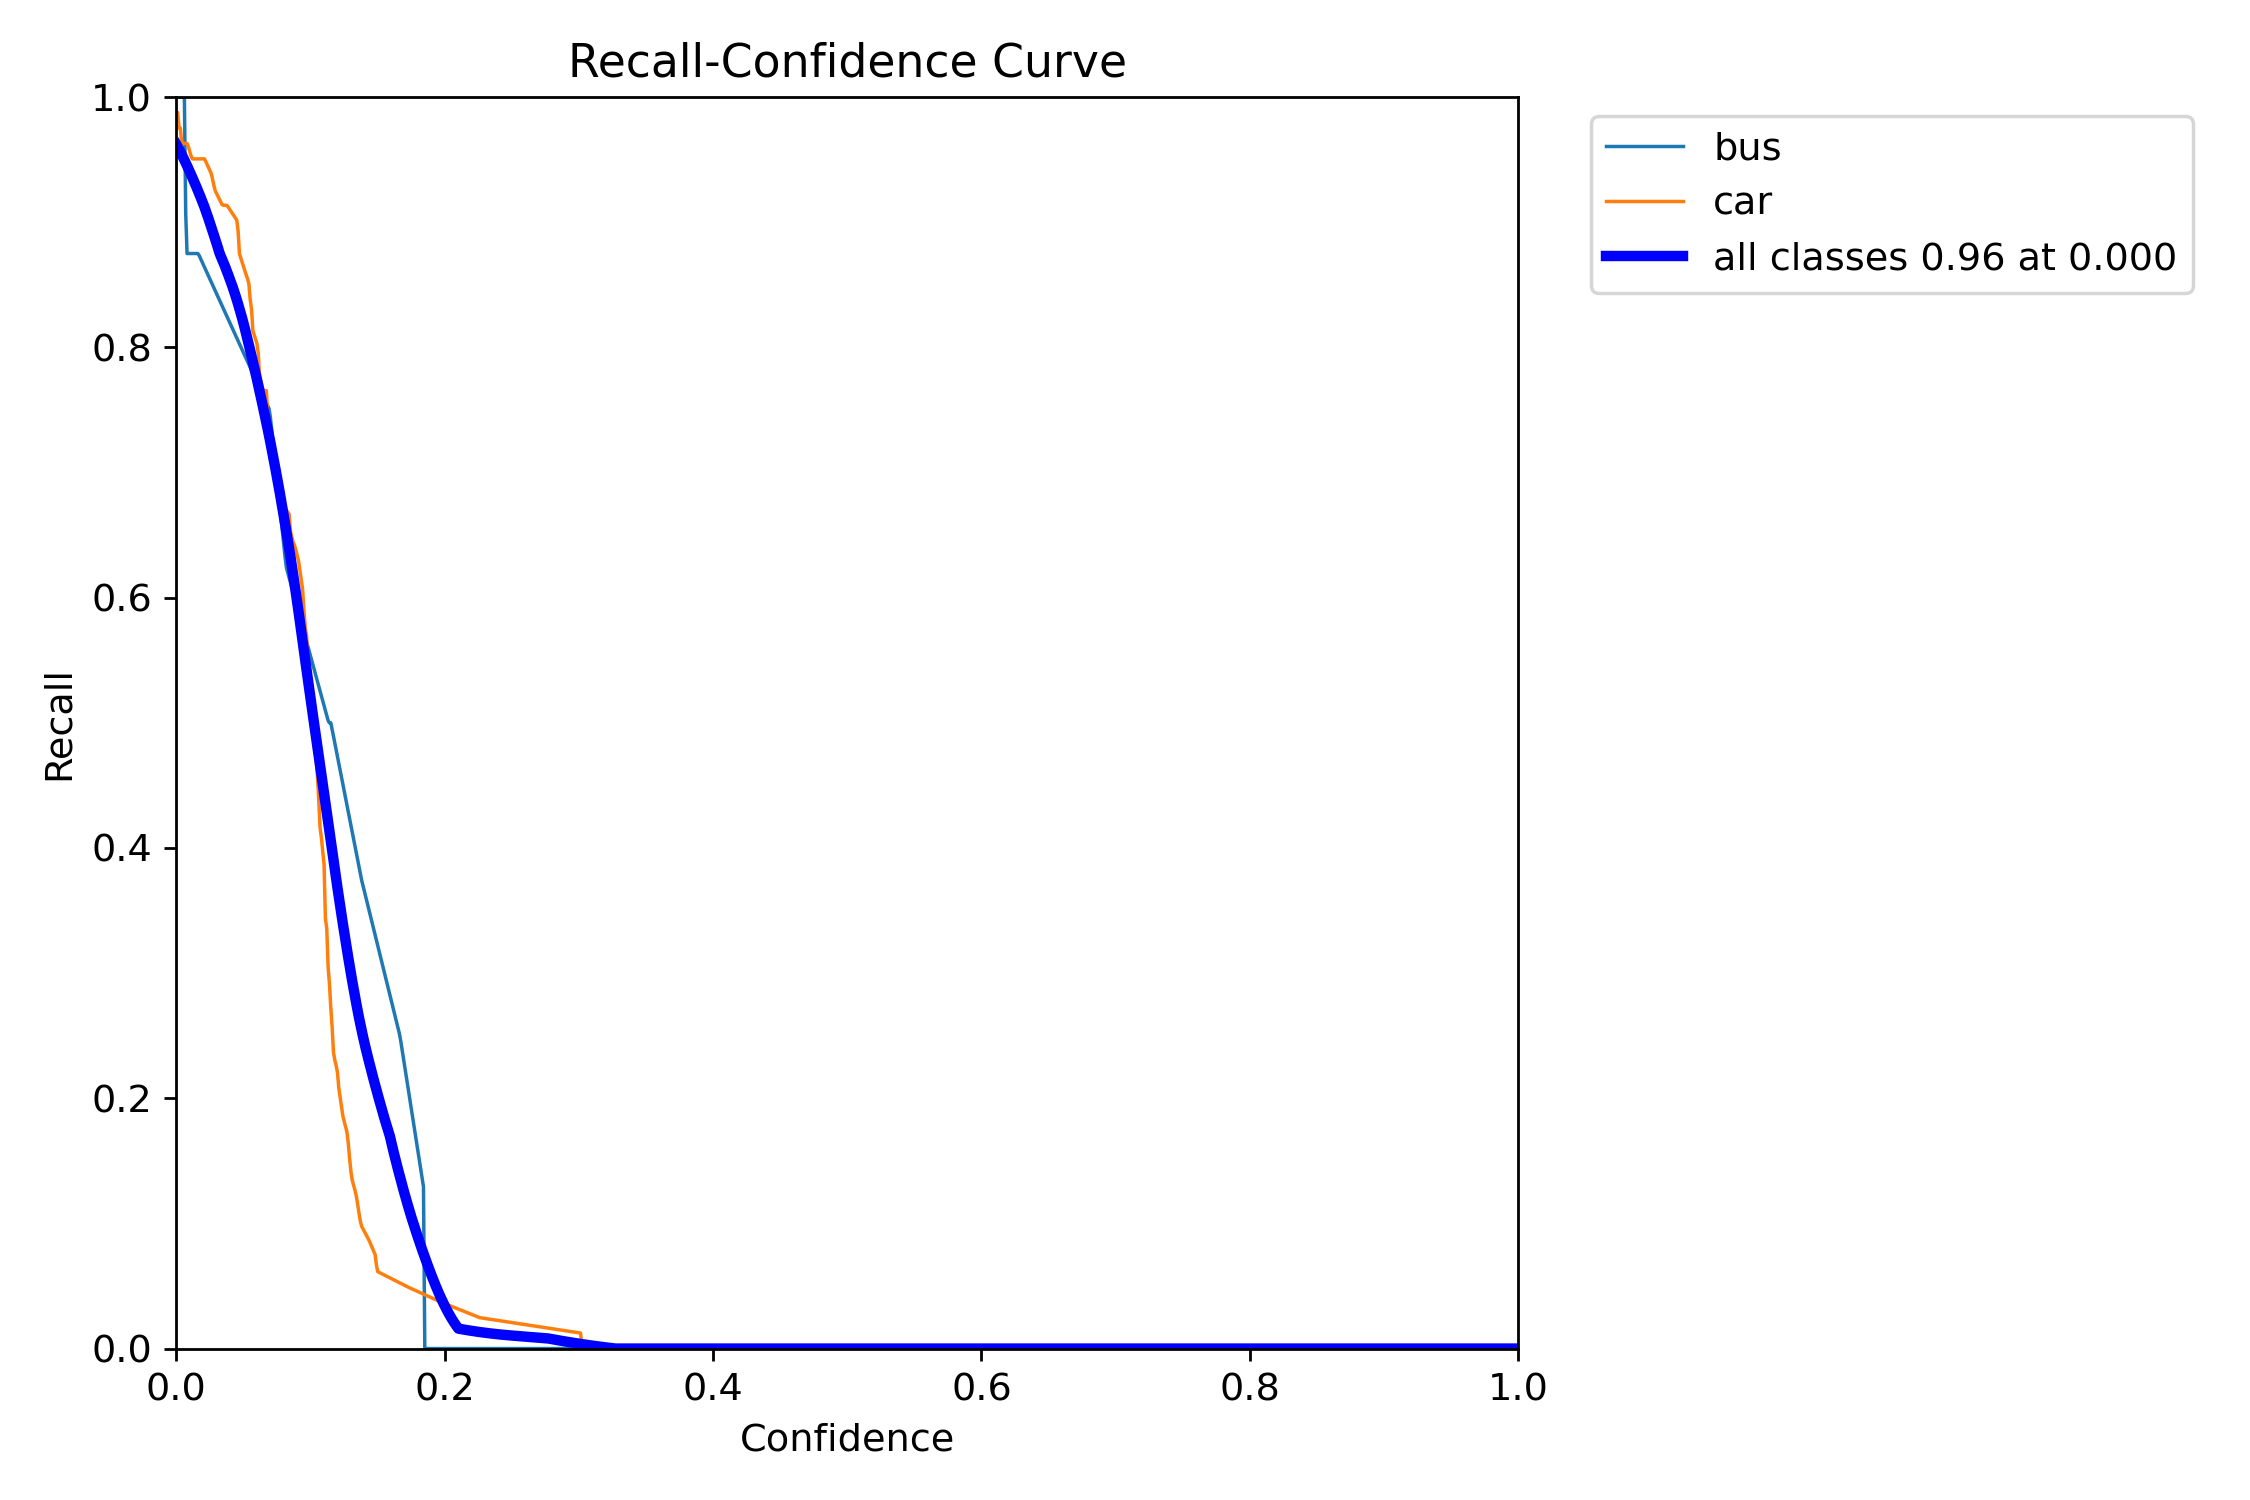 Recall-Confidence Curve
1.0
0.8
0.6
0.4
0.2
0.0
Recall
0.0 0.2 0.4 0.6 0.8 1.0
Confidence
bus
car
all classes 0.96 at 0.000